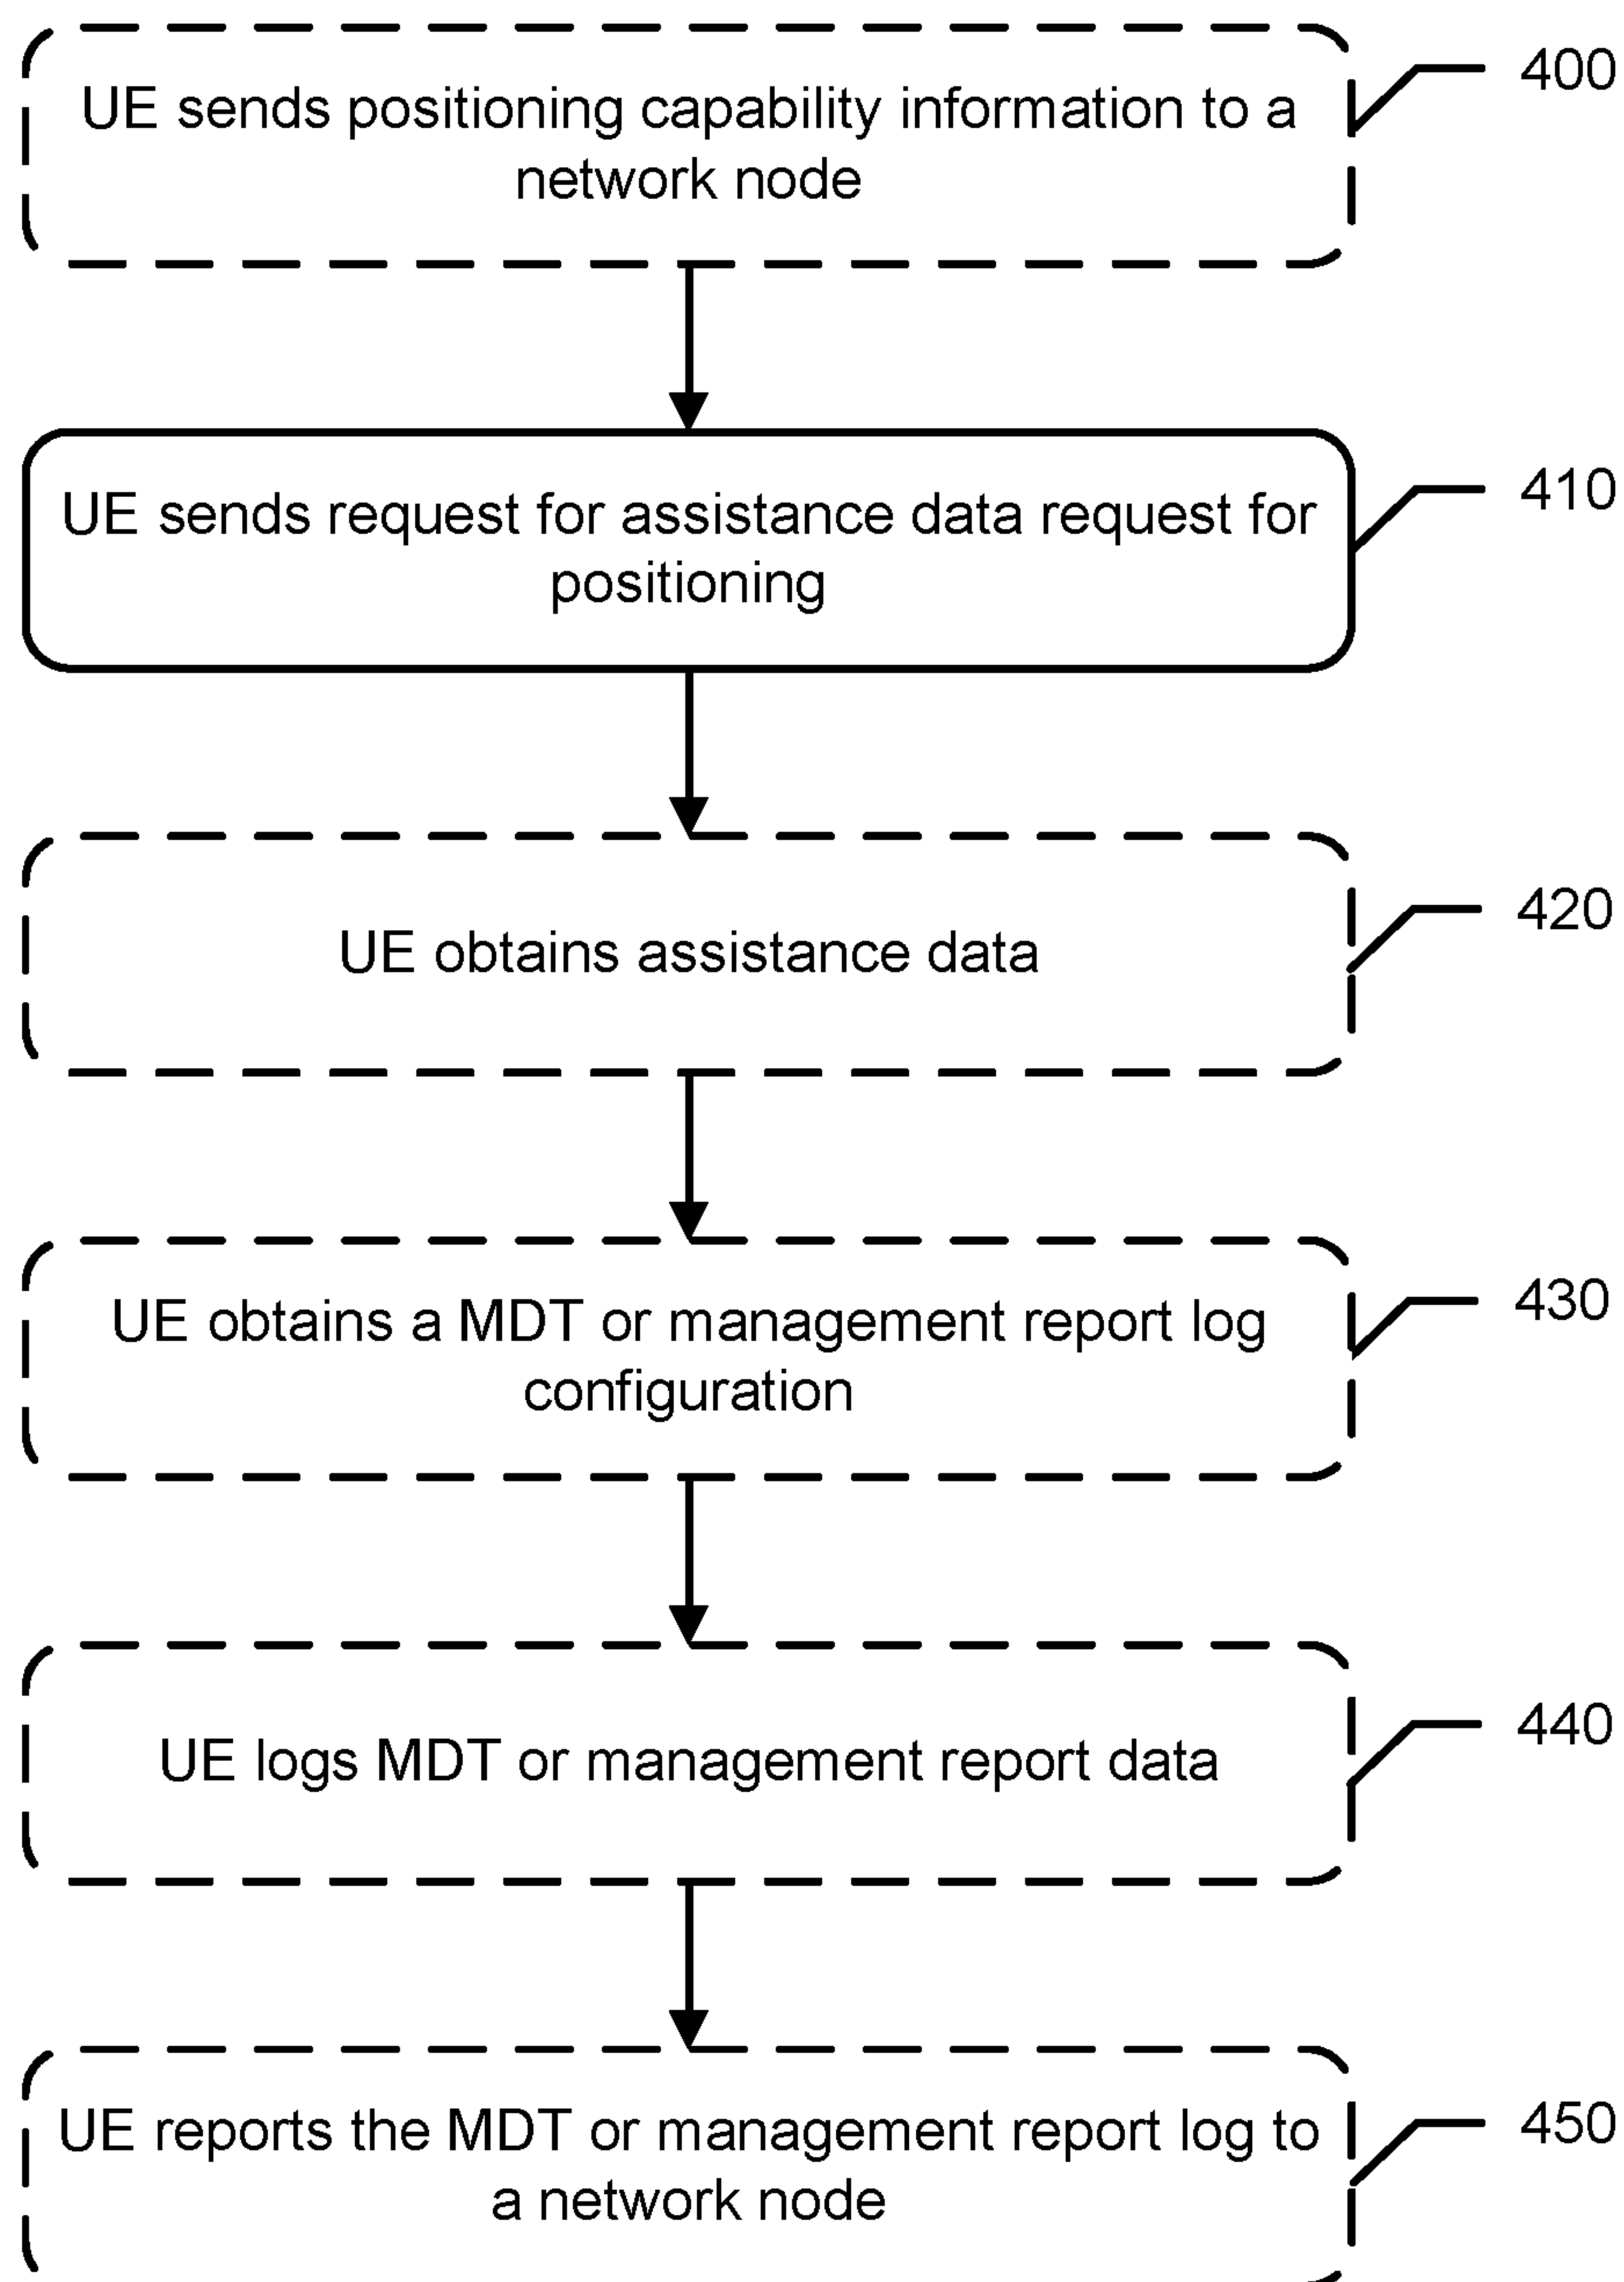 UE sends positioning capability information to a
network node
400
UE sends request for assistance data request for
positioning
410
UE obtains assistance data
420
UE obtains a MDT or management report log
configuration
430
UE logs MDT or management report data
440
UE reports the MDT or management report log to
a network node
450